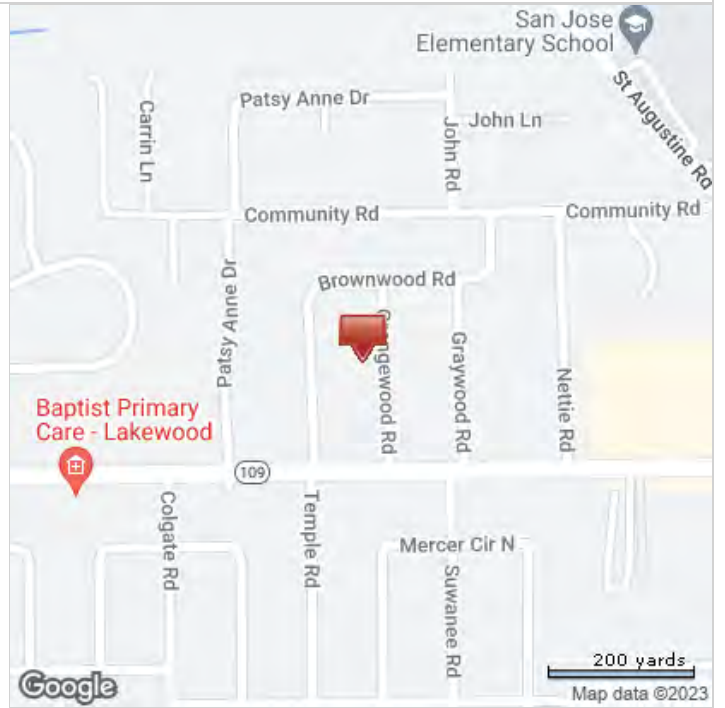 San Jose
Elementary School
St Augustine Rd
Patsy Anne Dr
Carrin Ln
John Ln
John Rd
Community Rd
Community Rd
Brownwood Rd
Patsy Anne Dr
Graywood Rd
Nettie Rd
Baptist Primary
Care - Lakewood
109
Colgate Rd
Temple Rd
Mercer Cir N
Suwanee Rd
200 yards
Google
Map data ©2023